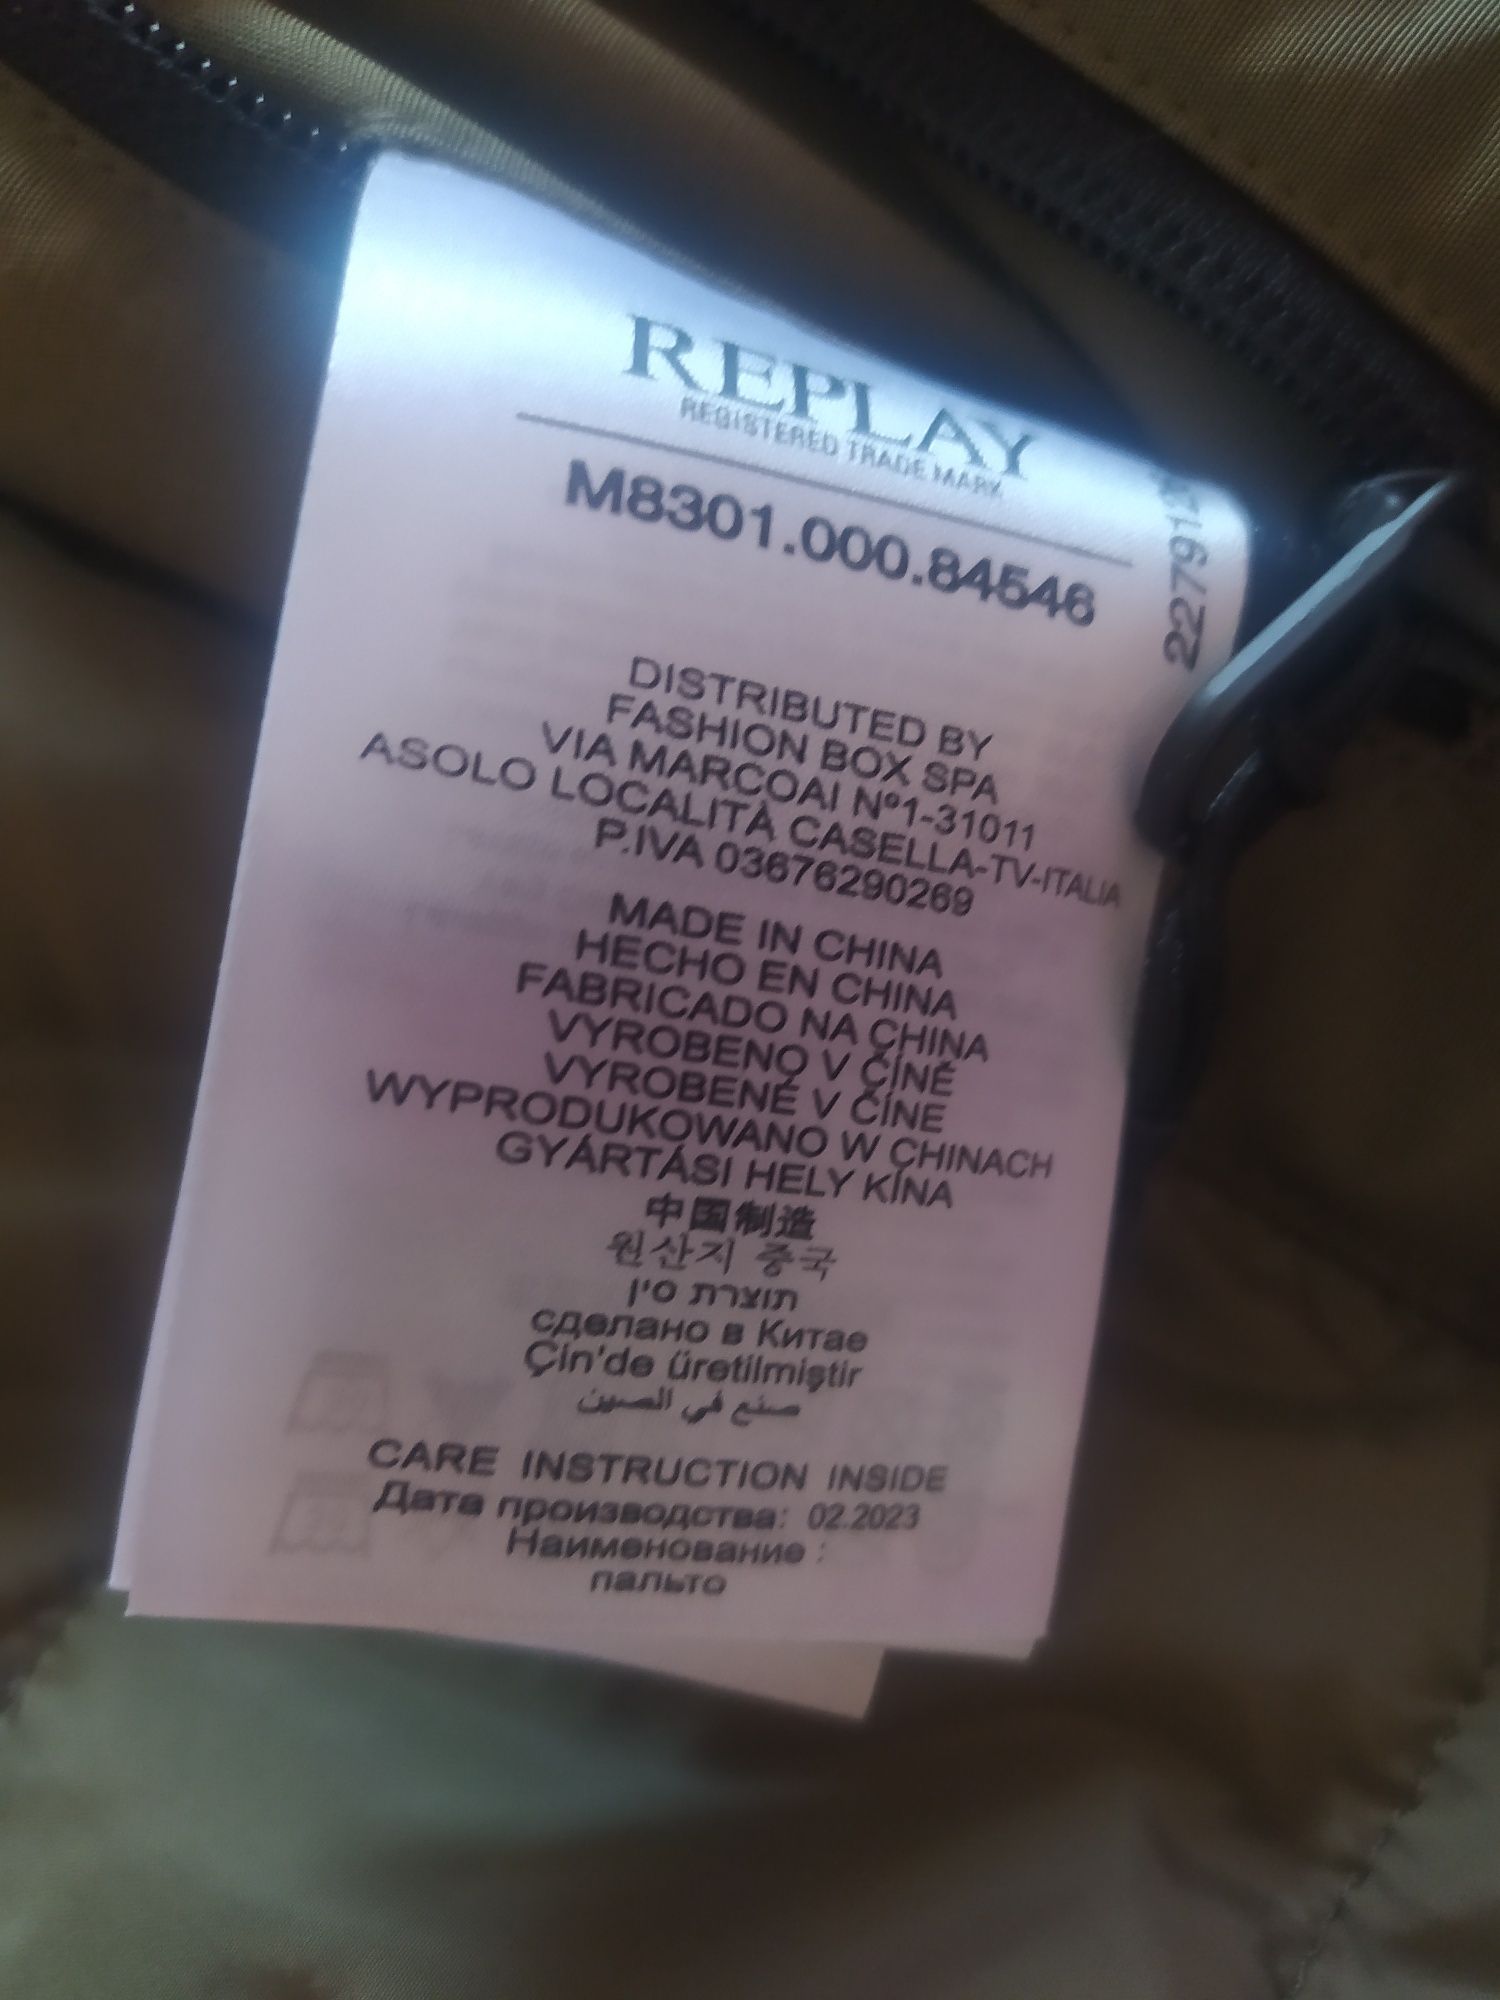 REPLAY
REGISTERED TRADE MARK
M8301.000.84546
DISTRIBUTED BY
FASHION BOX SPA
VIA MARCOAI Nº1-31011
ASOLO LOCALITÀ CASELLA-TV-ITALIA
P.IVA 03676290269
MADE IN CHINA
HECHO EN CHINA
FABRICADO NA CHINA
VYROBENO V ČÍNĚ
VYROBENÉ V ČÍNE
WYPRODUKOWANO W CHINACH
GYÁRTÁSI HELY KÍNA
中国制造
원산지 중국
תוצרת סין
сделано в Китае
Çin'de üretilmiştir
صنع في الصين
CARE INSTRUCTION INSIDE
Дата производства: 02.2023
Наименование :
пальто